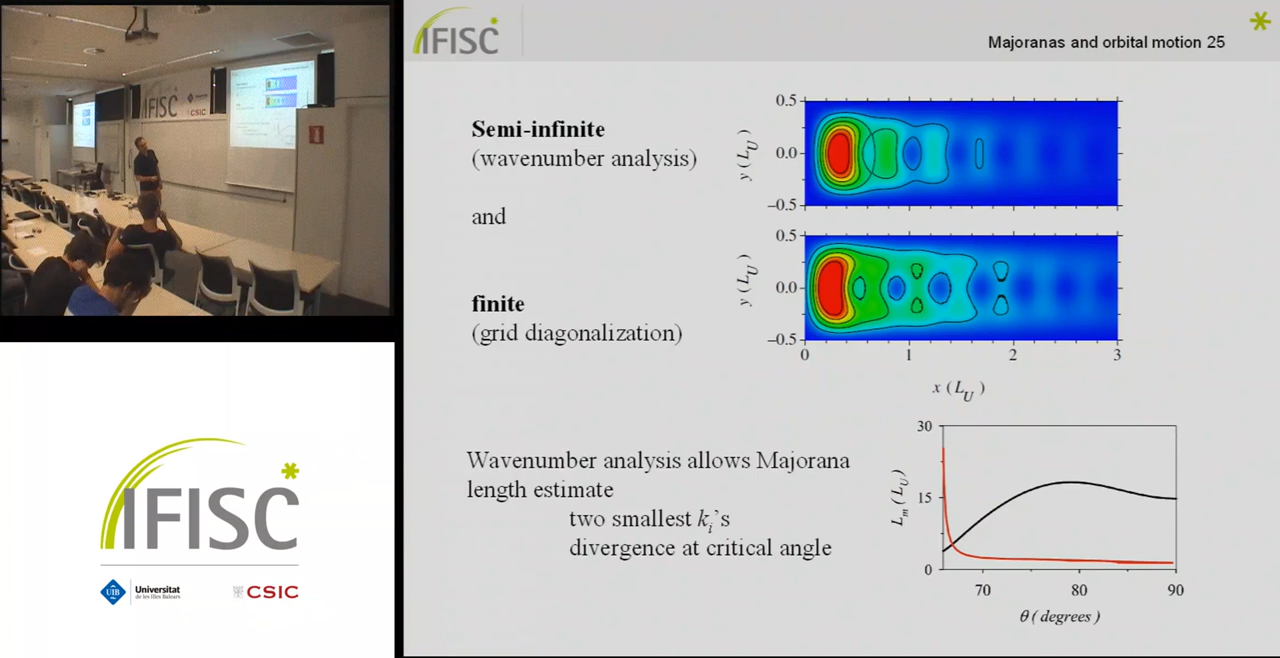 IFISC
CSIC
IFISC
Majoranas and orbital motion 25
Semi-infinite
(wavenumber analysis)
and
finite
(grid diagonalization)
0.5
0.0
−0.5
y (L_U)
0.5
0.0
−0.5
y (L_U)
0
1
2
3
x (L_U)
Wavenumber analysis allows Majorana
length estimate
two smallest k_i's
divergence at critical angle
30
15
0
L_m (L_U)
70
80
90
θ ( degrees )
IFISC
UIB
Universitat
de les Illes Balears
CSIC